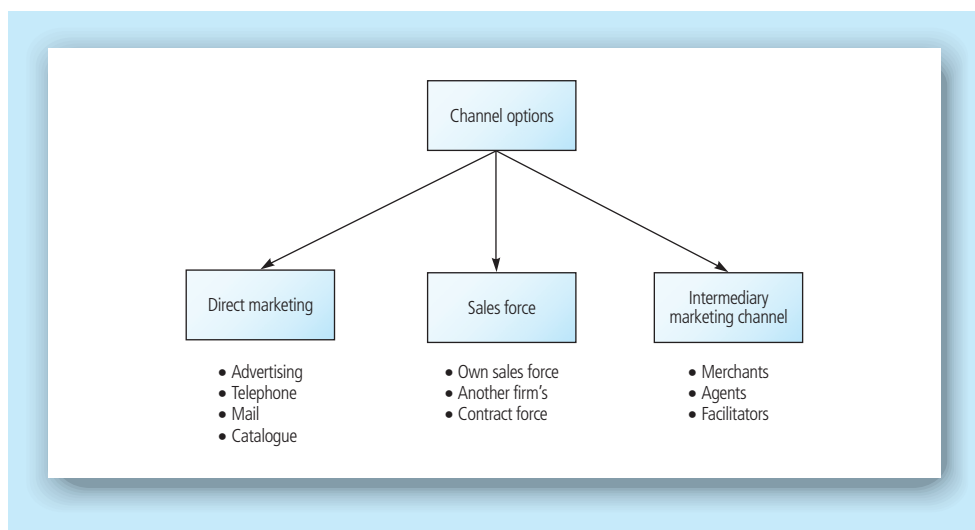 Channel options
Direct marketing
• Advertising
• Telephone
• Mail
• Catalogue
Sales force
• Own sales force
• Another firm's
• Contract force
Intermediary
marketing channel
• Merchants
• Agents
• Facilitators